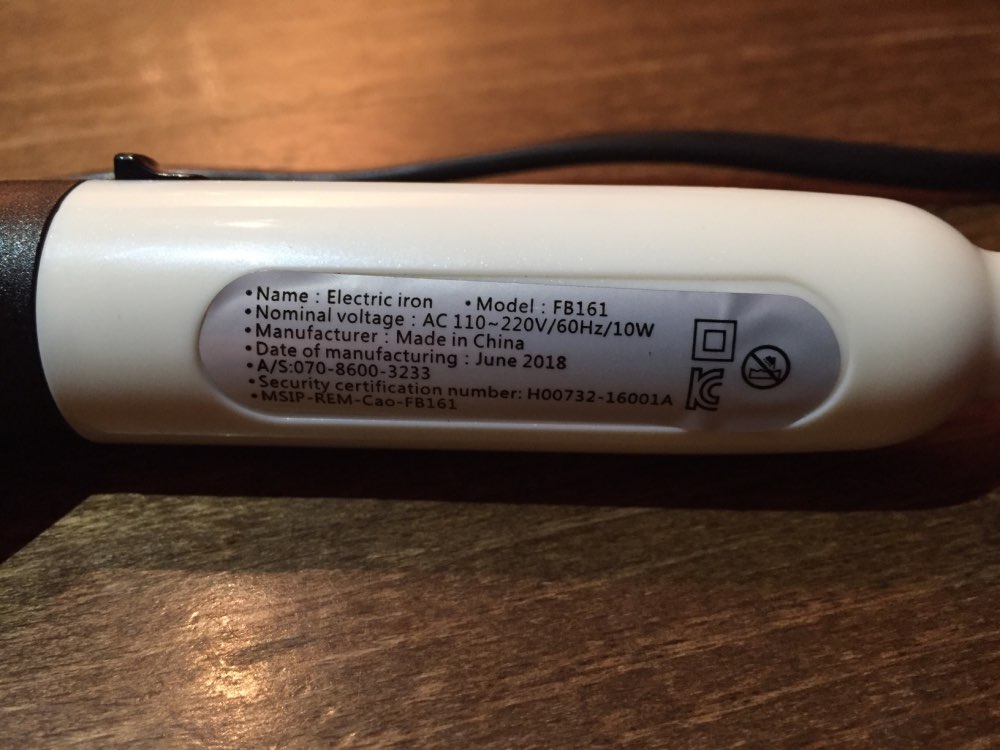 •Name : Electric iron •Model : FB161
•Nominal voltage : AC 110~220V/60Hz/10W
•Manufacturer : Made in China
•Date of manufacturing : June 2018
•A/S:070-8600-3233
•Security certification number: H00732-16001A
•MSIP-REM-Cao-FB161